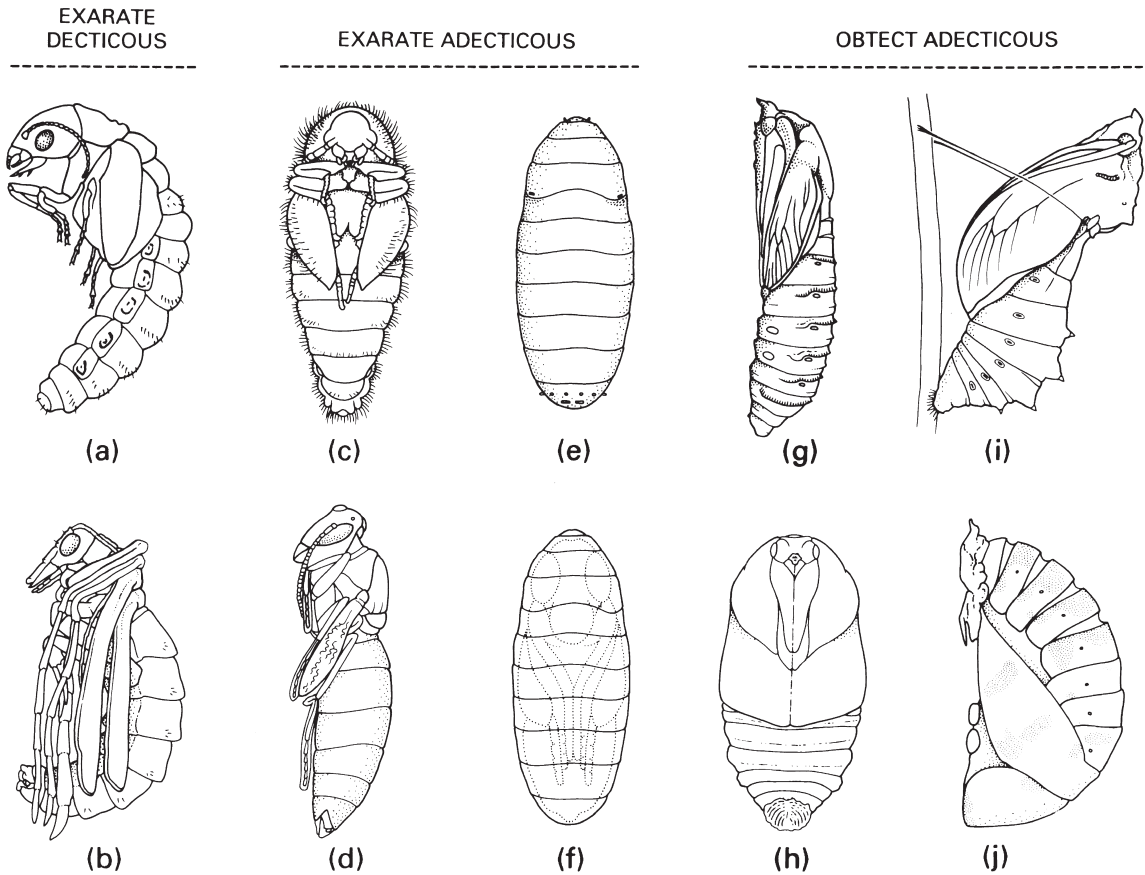 EXARATE
DECTICOUS
EXARATE ADECTICOUS
OBTECT ADECTICOUS
(a)
(c)
(e)
(g)
(i)
(b)
(d)
(f)
(h)
(j)